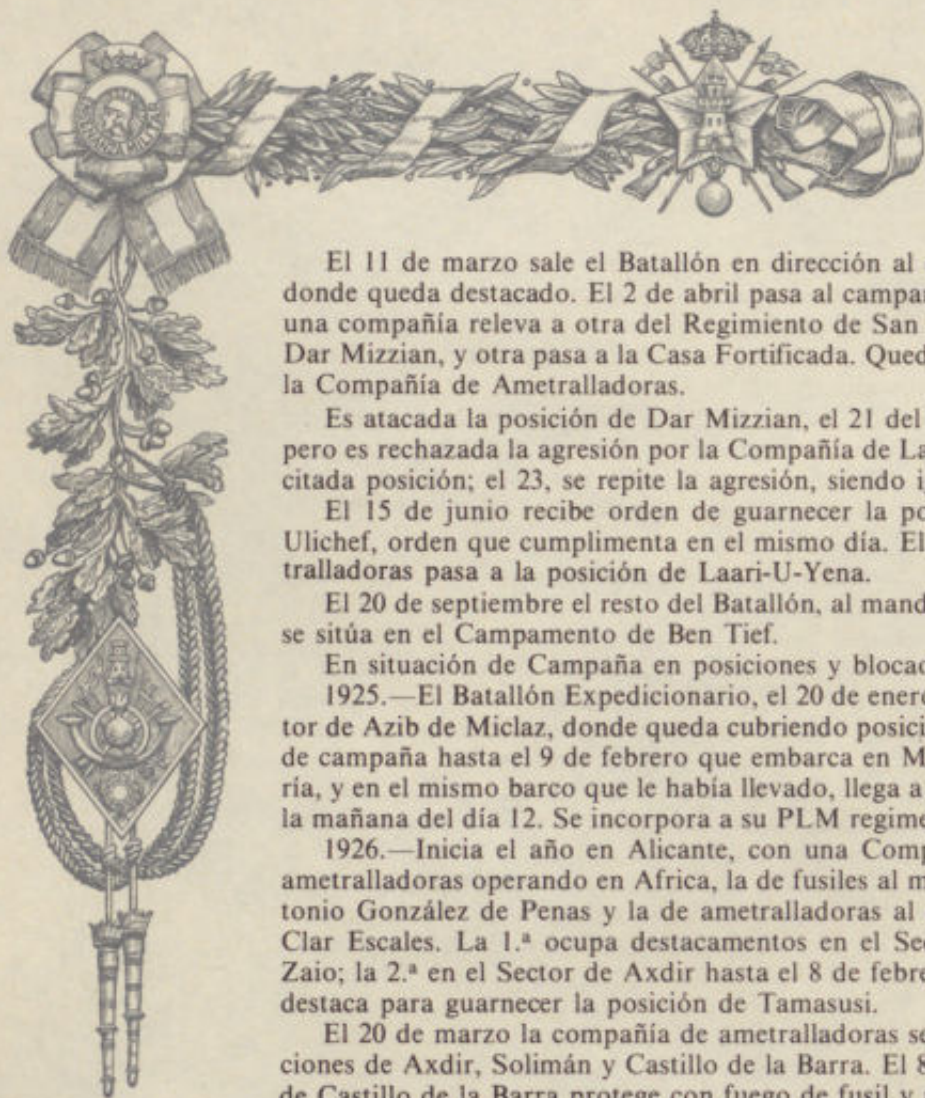 El 11 de marzo sale el Batallón en dirección al
donde queda destacado. El 2 de abril pasa al campa
una compañía releva a otra del Regimiento de San
Dar Mizzian, y otra pasa a la Casa Fortificada. Qued
la Compañía de Ametralladoras.
Es atacada la posición de Dar Mizzian, el 21 del
pero es rechazada la agresión por la Compañía de La
citada posición; el 23, se repite la agresión, siendo i
El 15 de junio recibe orden de guarnecer la po
Ulichef, orden que cumplimenta en el mismo día. El
tralladoras pasa a la posición de Laari-U-Yena.
El 20 de septiembre el resto del Batallón, al mand
se sitúa en el Campamento de Ben Tief.
En situación de Campaña en posiciones y blocac
1925.—El Batallón Expedicionario, el 20 de enero
tor de Azib de Miclaz, donde queda cubriendo posici
de campaña hasta el 9 de febrero que embarca en M
ría, y en el mismo barco que le había llevado, llega a
la mañana del día 12. Se incorpora a su PLM regime
1926.—Inicia el año en Alicante, con una Comp
ametralladoras operando en Africa, la de fusiles al m
tonio González de Penas y la de ametralladoras al
Clar Escales. La 1.ª ocupa destacamentos en el Sec
Zaio; la 2.ª en el Sector de Axdir hasta el 8 de febre
destaca para guarnecer la posición de Tamasusi.
El 20 de marzo la compañía de ametralladoras se
ciones de Axdir, Solimán y Castillo de la Barra. El 8
de Castillo de la Barra protege con fuego de fusil y